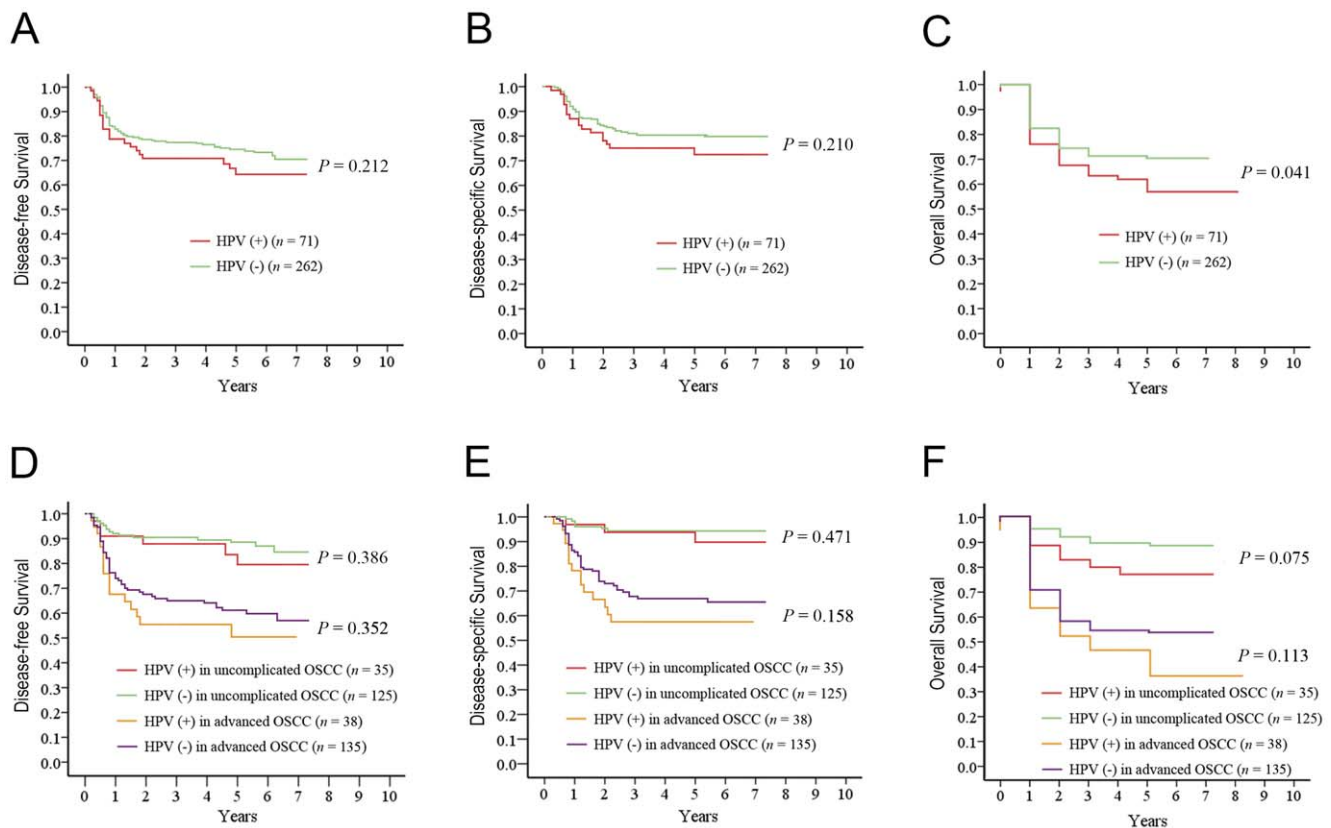 A
Disease-free Survival
1.0
0.9
0.8
0.7
0.6
0.5
0.4
0.3
0.2
0.1
0.0
P = 0.212
HPV (+) (n = 71)
HPV (-) (n = 262)
0 1 2 3 4 5 6 7 8 9 10
Years
B
Disease-specific Survival
1.0
0.9
0.8
0.7
0.6
0.5
0.4
0.3
0.2
0.1
0.0
P = 0.210
HPV (+) (n = 71)
HPV (-) (n = 262)
0 1 2 3 4 5 6 7 8 9 10
Years
C
Overall Survival
1.0
0.9
0.8
0.7
0.6
0.5
0.4
0.3
0.2
0.1
0.0
P = 0.041
HPV (+) (n = 71)
HPV (-) (n = 262)
0 1 2 3 4 5 6 7 8 9 10
Years
D
Disease-free Survival
1.0
0.9
0.8
0.7
0.6
0.5
0.4
0.3
0.2
0.1
0.0
P = 0.386
P = 0.352
HPV (+) in uncomplicated OSCC (n = 35)
HPV (-) in uncomplicated OSCC (n = 125)
HPV (+) in advanced OSCC (n = 38)
HPV (-) in advanced OSCC (n = 135)
0 1 2 3 4 5 6 7 8 9 10
Years
E
Disease-specific Survival
1.0
0.9
0.8
0.7
0.6
0.5
0.4
0.3
0.2
0.1
0.0
P = 0.471
P = 0.158
HPV (+) in uncomplicated OSCC (n = 35)
HPV (-) in uncomplicated OSCC (n = 125)
HPV (+) in advanced OSCC (n = 38)
HPV (-) in advanced OSCC (n = 135)
0 1 2 3 4 5 6 7 8 9 10
Years
F
Overall Survival
1.0
0.9
0.8
0.7
0.6
0.5
0.4
0.3
0.2
0.1
0.0
P = 0.075
P = 0.113
HPV (+) in uncomplicated OSCC (n = 35)
HPV (-) in uncomplicated OSCC (n = 125)
HPV (+) in advanced OSCC (n = 38)
HPV (-) in advanced OSCC (n = 135)
0 1 2 3 4 5 6 7 8 9 10
Years